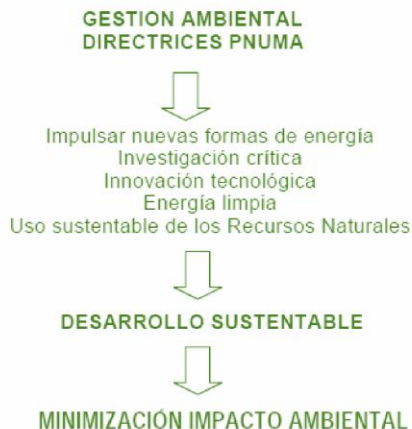 GESTION AMBIENTAL
DIRECTRICES PNUMA
Impulsar nuevas formas de energía
Investigación crítica
Innovación tecnológica
Energía limpia
Uso sustentable de los Recursos Naturales
DESARROLLO SUSTENTABLE
MINIMIZACIÓN IMPACTO AMBIENTAL